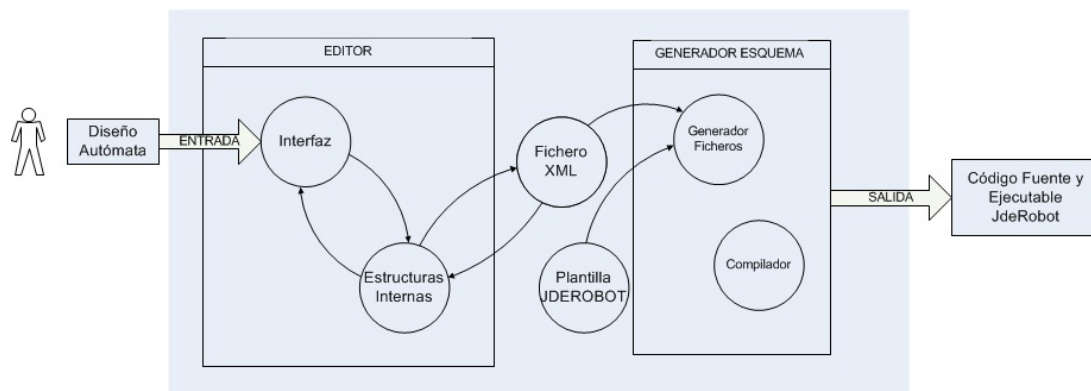 EDITOR
GENERADOR ESQUEMA
Diseño
Autómata
ENTRADA
Interfaz
Fichero
XML
Generador
Ficheros
SALIDA
Código Fuente y
Ejecutable
JdeRobot
Estructuras
Internas
Plantilla
JDEROBOT
Compilador